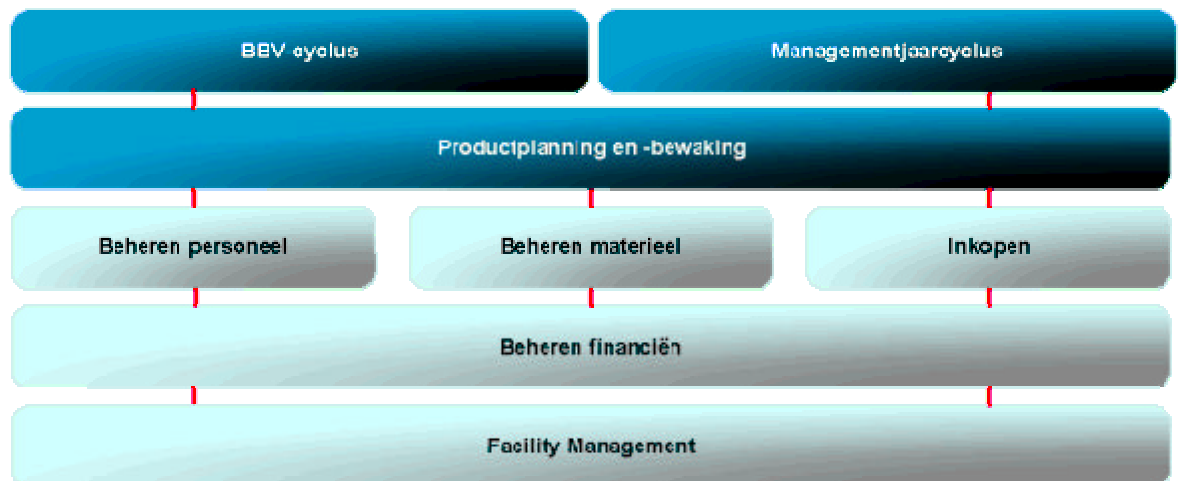 BBV cyclus
Managementjaarcyclus
Productplanning en -bewaking
Beheren personeel
Beheren materieel
Inkopen
Beheren financiën
Facility Management